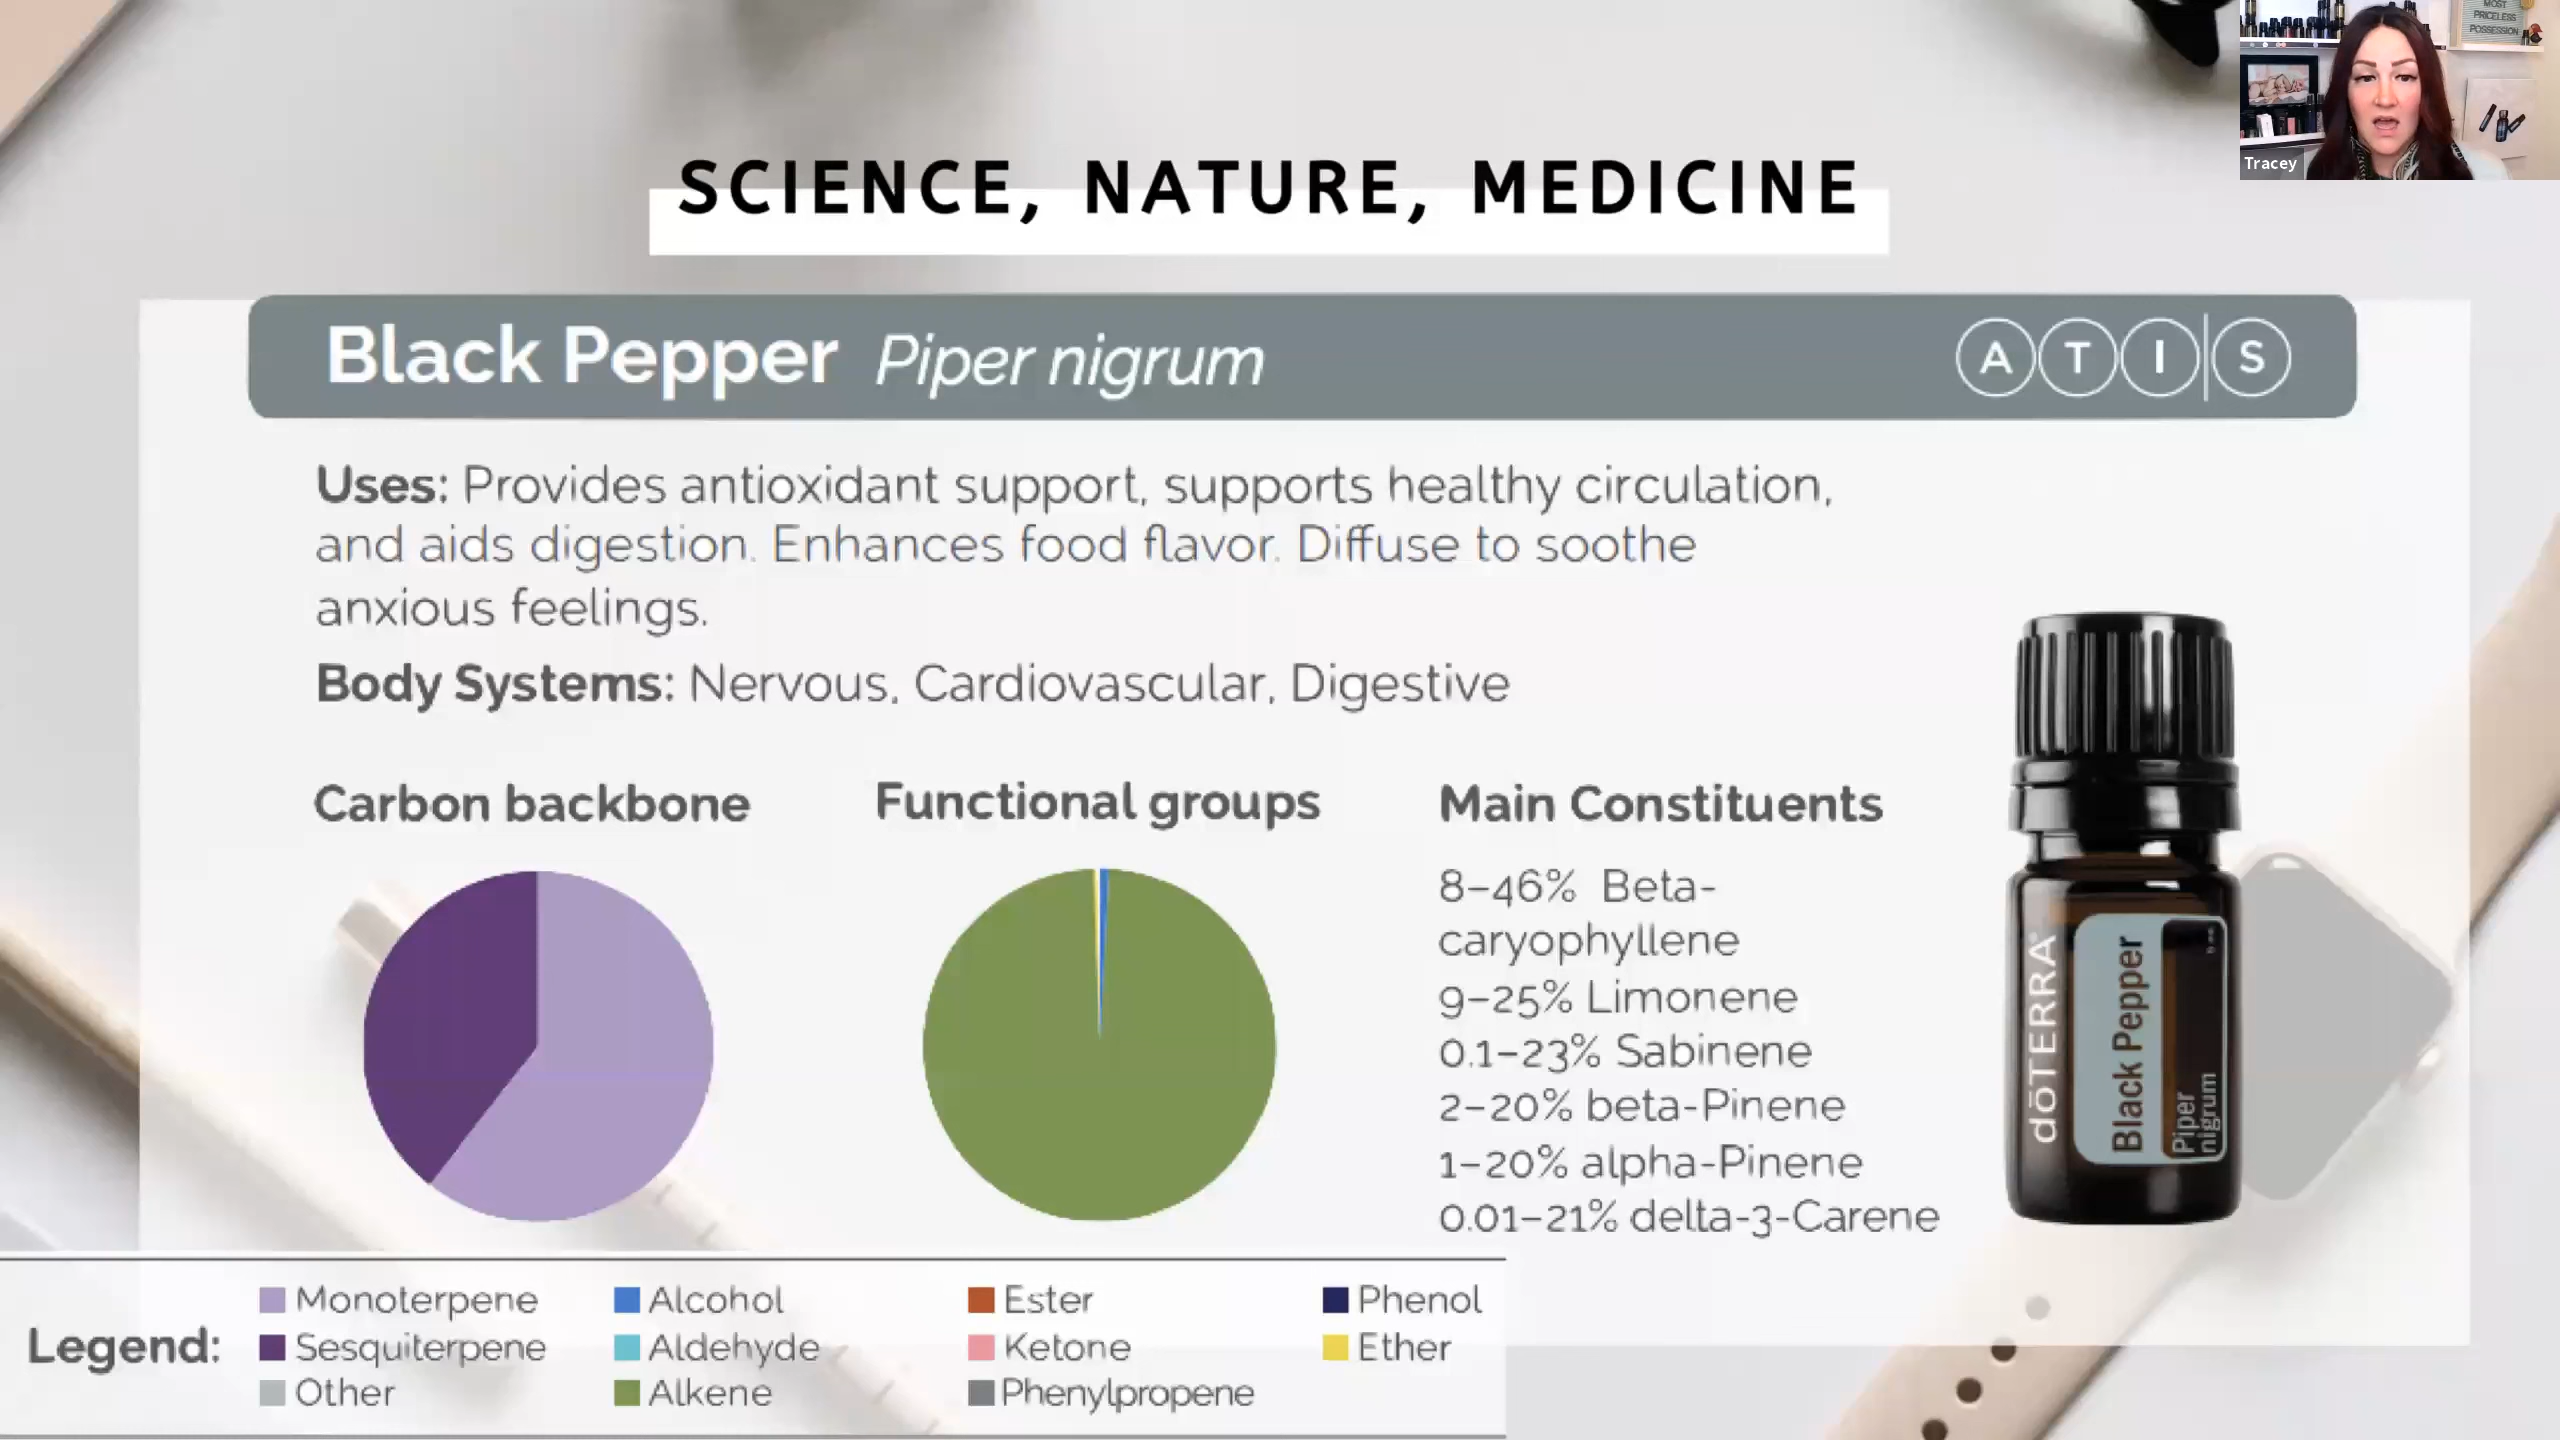 MOST
PRICELESS
POSSESSION
Tracey
SCIENCE, NATURE, MEDICINE
Black Pepper Piper nigrum
A T I S
Uses: Provides antioxidant support, supports healthy circulation,
and aids digestion. Enhances food flavor. Diffuse to soothe
anxious feelings.
Body Systems: Nervous, Cardiovascular, Digestive
Carbon backbone
Functional groups
Main Constituents
8–46% Beta-
caryophyllene
9–25% Limonene
0.1–23% Sabinene
2–20% beta-Pinene
1–20% alpha-Pinene
0.01–21% delta-3-Carene
dōTERRA
Black Pepper
Piper
nigrum
Legend:
Monoterpene
Sesquiterpene
Other
Alcohol
Aldehyde
Alkene
Ester
Ketone
Phenylpropene
Phenol
Ether